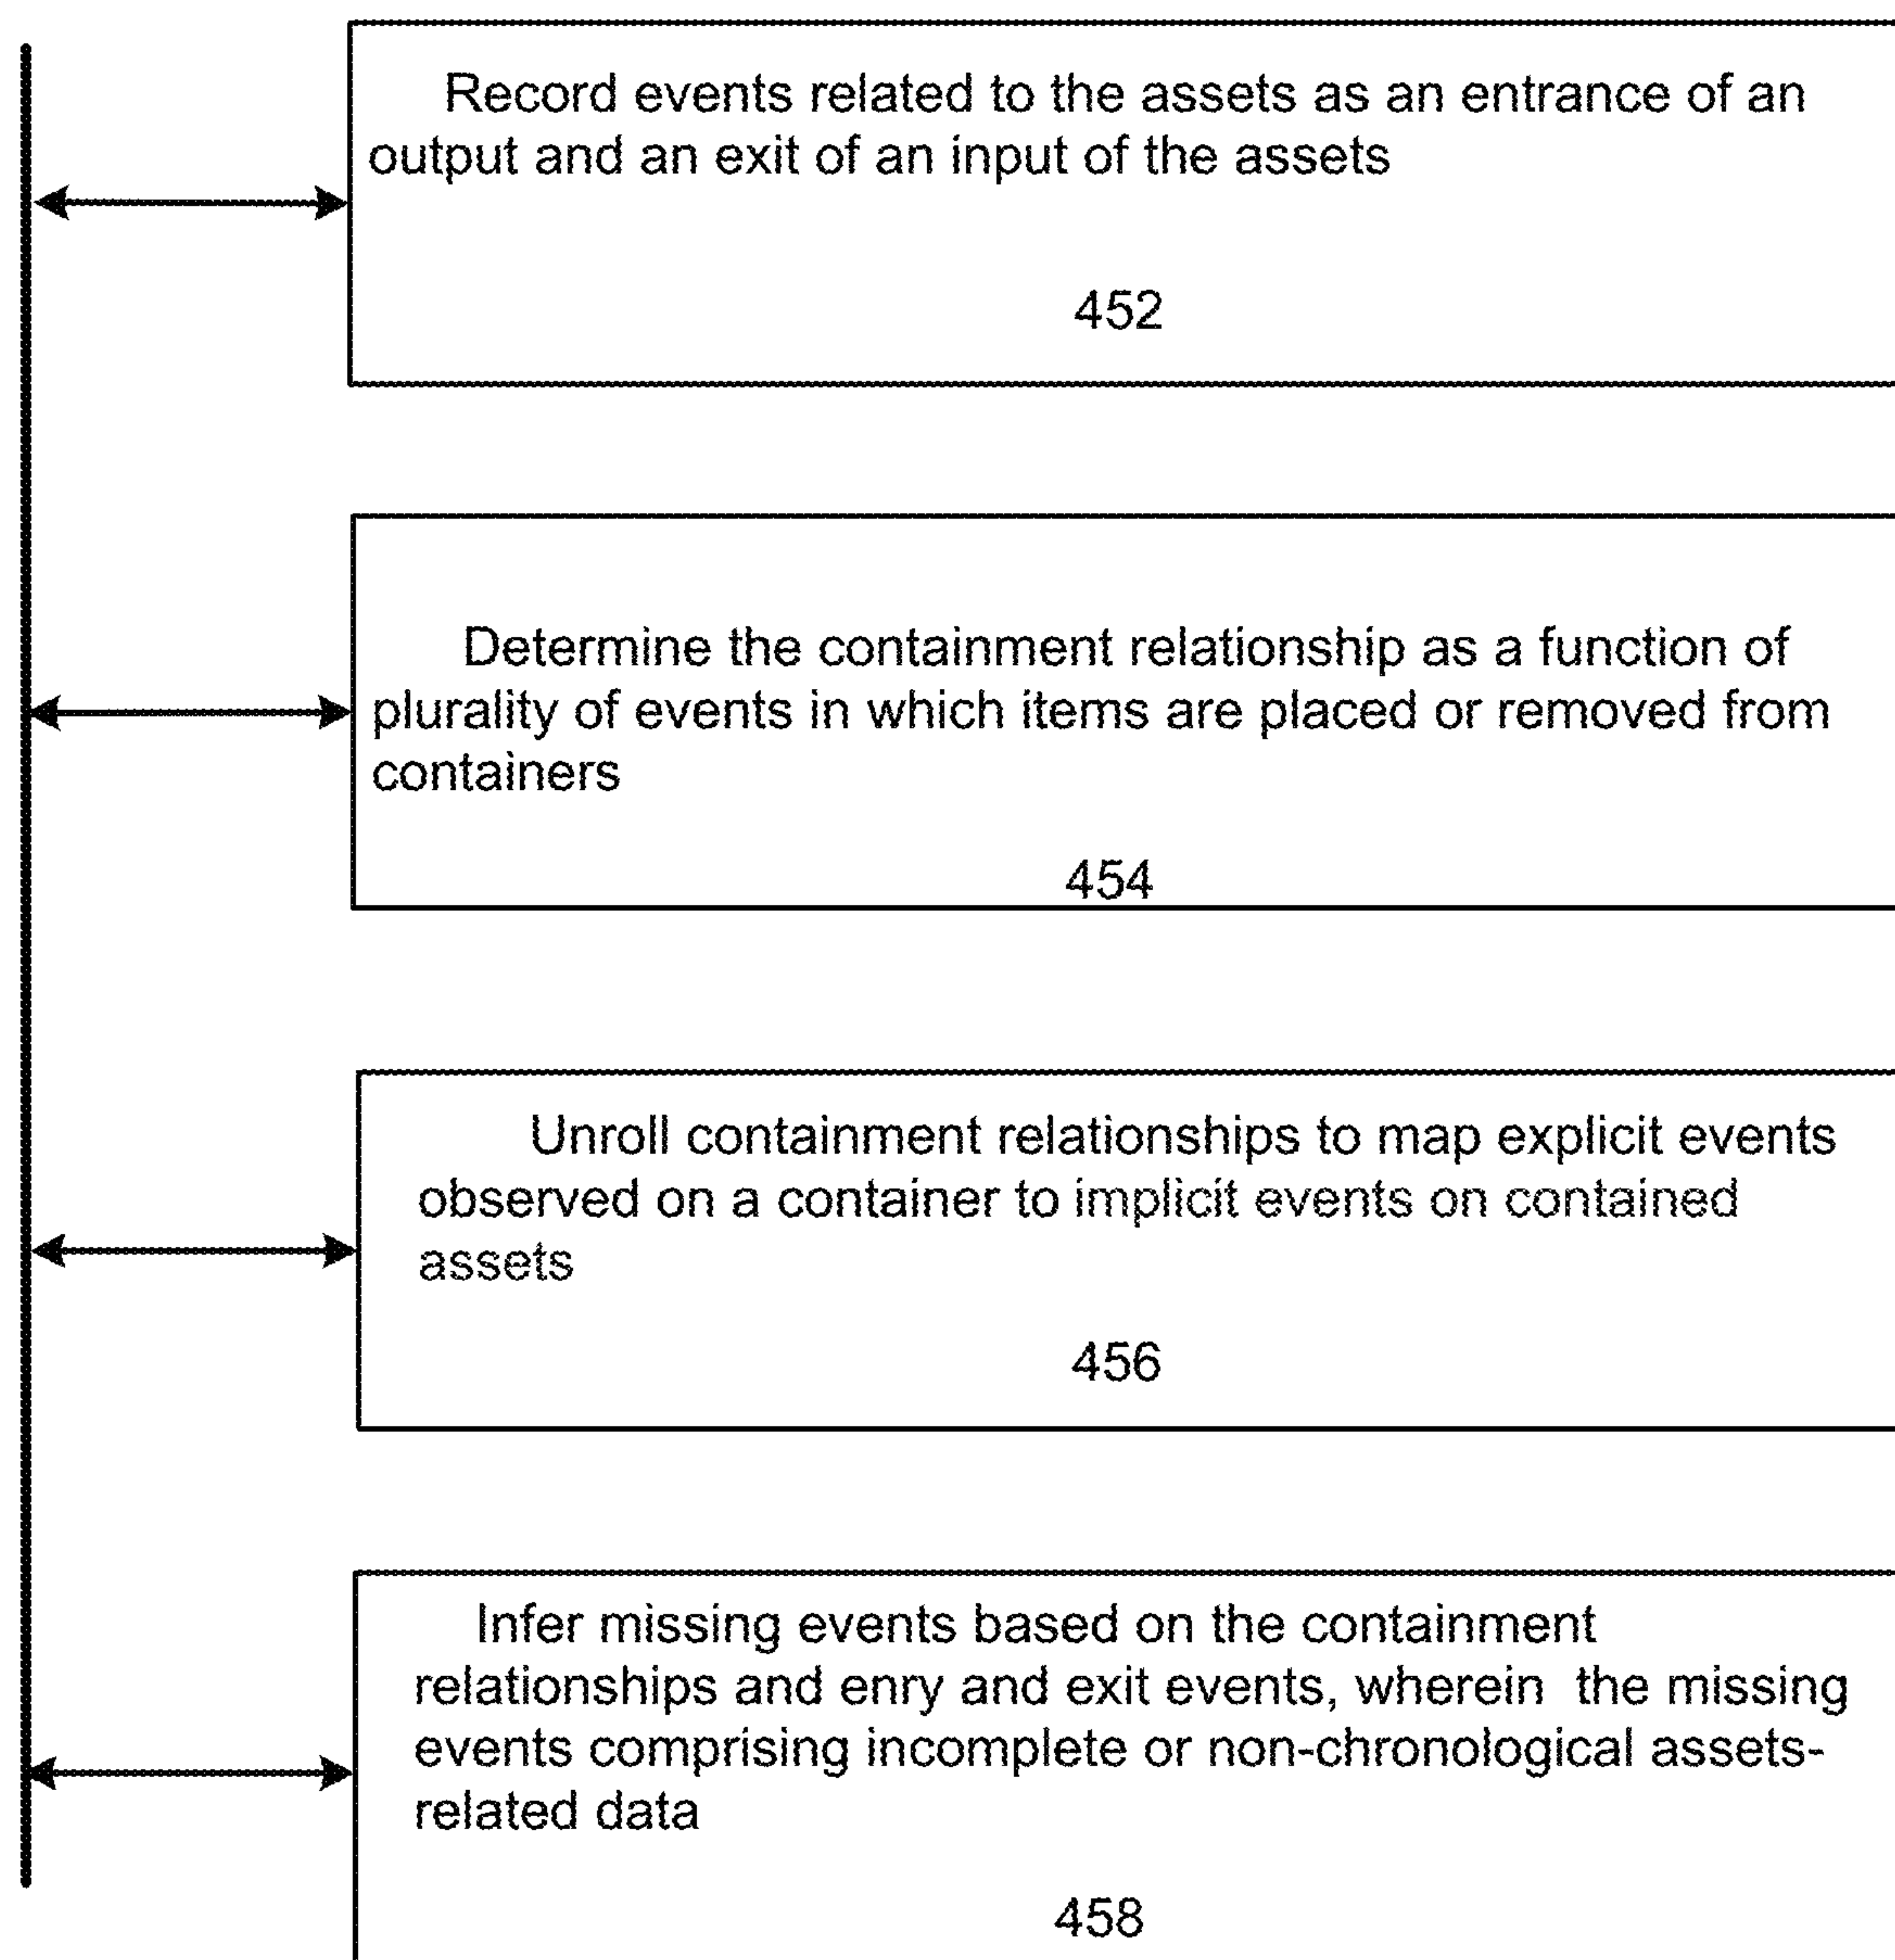 Record events related to the assets as an entrance of an
output and an exit of an input of the assets
452
Determine the containment relationship as a function of
plurality of events in which items are placed or removed from
containers
454
Unroll containment relationships to map explicit events
observed on a container to implicit events on contained
assets
456
Infer missing events based on the containment
relationships and enry and exit events, wherein the missing
events comprising incomplete or non-chronological assets-
related data
458